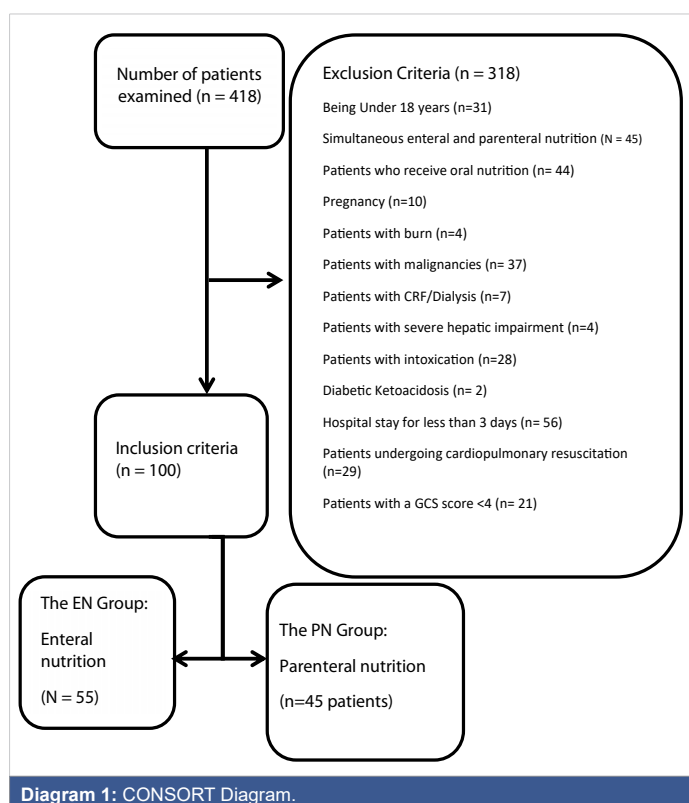 Number of patients
examined (n = 418)
Exclusion Criteria (n = 318)
Being Under 18 years (n=31)
Simultaneous enteral and parenteral nutrition (N = 45)
Patients who receive oral nutrition (n= 44)
Pregnancy (n=10)
Patients with burn (n=4)
Patients with malignancies (n= 37)
Patients with CRF/Dialysis (n=7)
Patients with severe hepatic impairment (n=4)
Patients with intoxication (n=28)
Diabetic Ketoacidosis (n= 2)
Hospital stay for less than 3 days (n= 56)
Patients undergoing cardiopulmonary resuscitation
(n=29)
Patients with a GCS score <4 (n= 21)
Inclusion criteria
(n = 100)
The EN Group:
Enteral
nutrition
(N = 55)
The PN Group:
Parenteral nutrition
(n=45 patients)
Diagram 1: CONSORT Diagram.